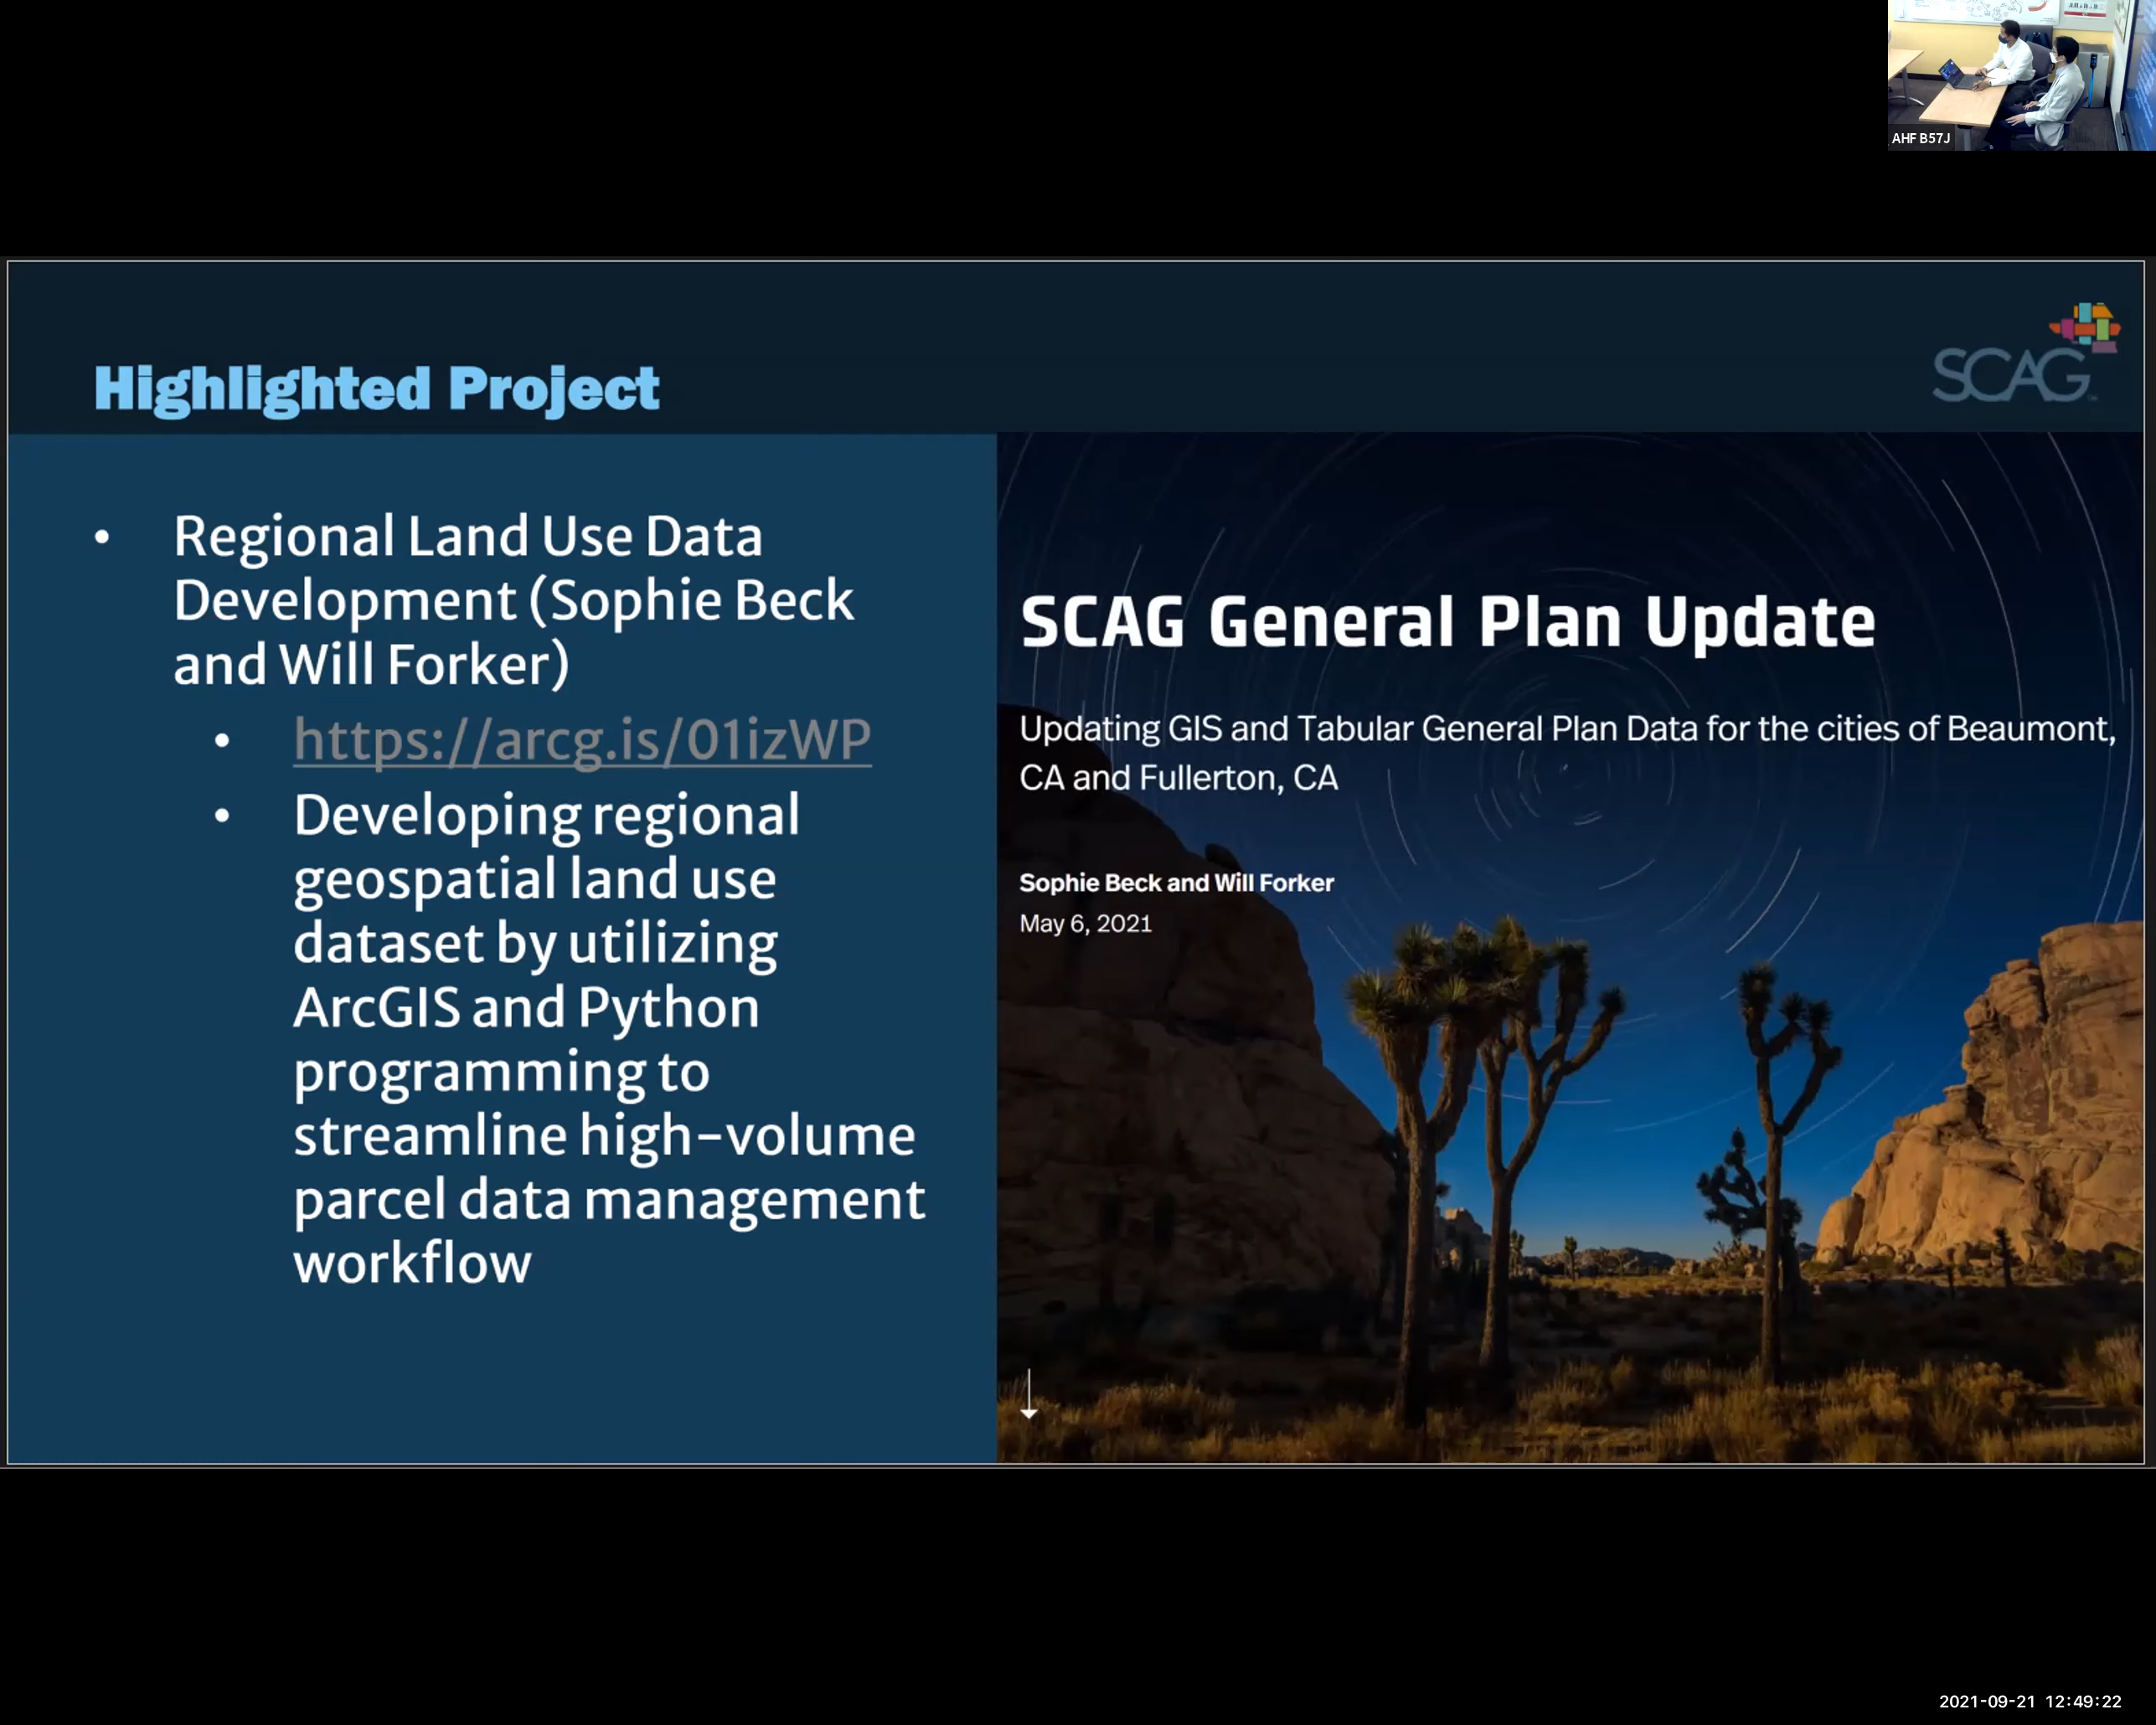 AHF B57J
Highlighted Project
SCAG
• Regional Land Use Data
Development (Sophie Beck
and Will Forker)
• https://arcg.is/01izWP
• Developing regional
geospatial land use
dataset by utilizing
ArcGIS and Python
programming to
streamline high-volume
parcel data management
workflow
SCAG General Plan Update
Updating GIS and Tabular General Plan Data for the cities of Beaumont,
CA and Fullerton, CA
Sophie Beck and Will Forker
May 6, 2021
2021-09-21 12:49:22